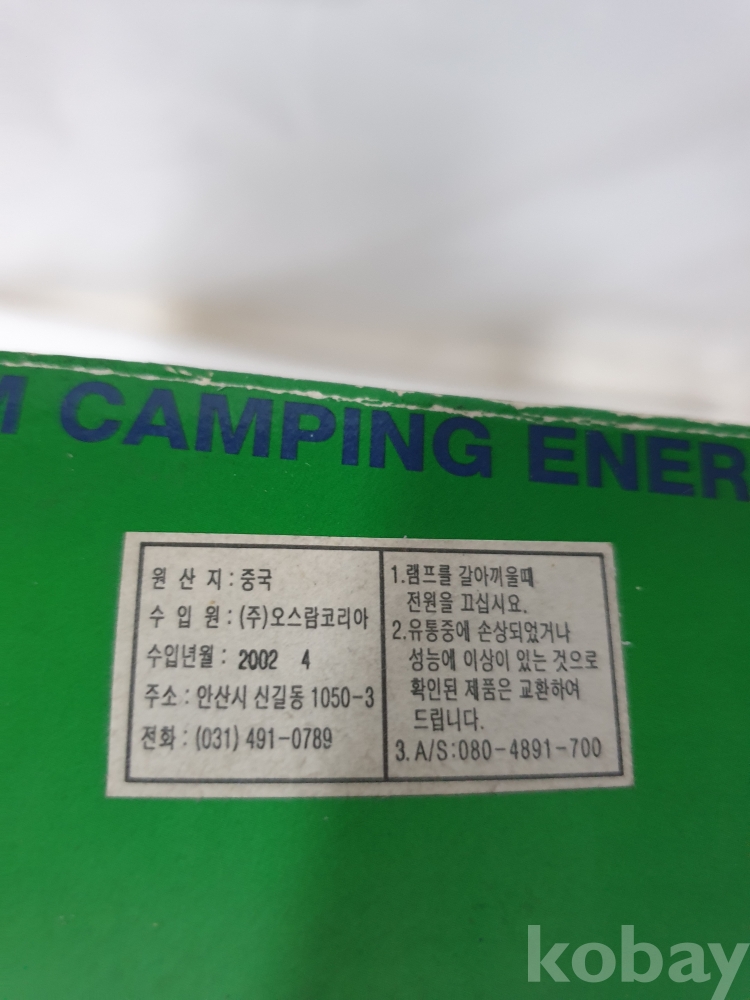 M CAMPING ENER
원 산 지 : 중국
수 입 원 : (주)오스람코리아
수입년월 : 2002 4
주소 : 안산시 신길동 1050-3
전화 : (031) 491-0789
1.램프를 갈아끼울때
전원을 끄십시요.
2.유통중에 손상되었거나
성능에 이상이 있는 것으로
확인된 제품은 교환하여
드립니다.
3. A/S:080-4891-700
kobay